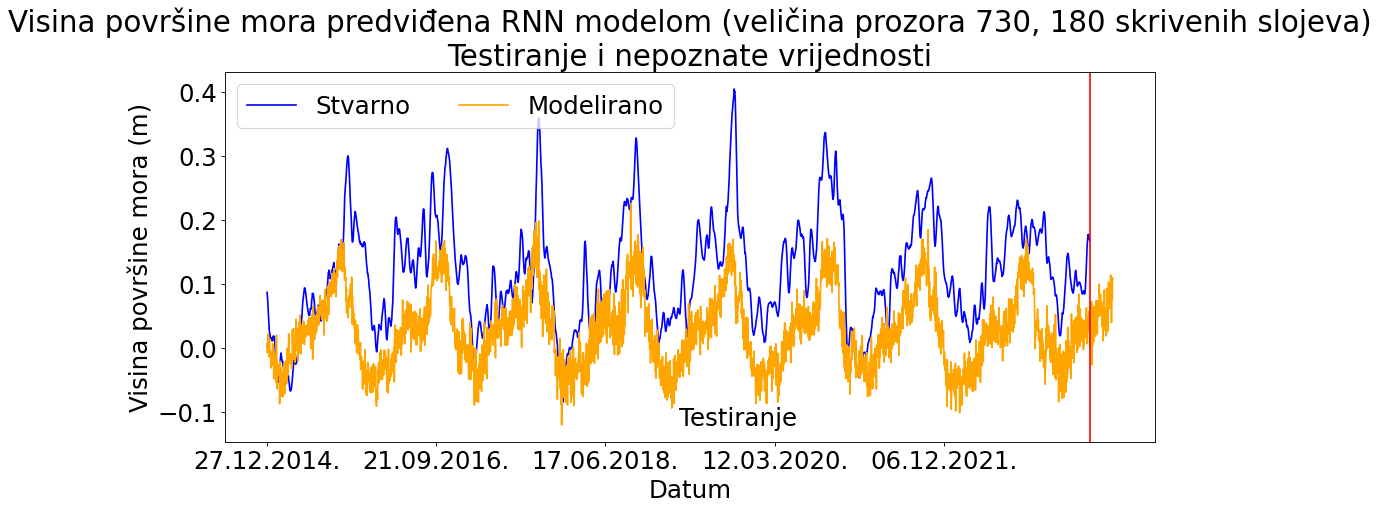 Visina površine mora predviđena RNN modelom (veličina prozora 730, 180 skrivenih slojeva)
Testiranje i nepoznate vrijednosti
Stvarno
Modelirano
Visina površine mora (m)
0.4
0.3
0.2
0.1
0.0
−0.1
Testiranje
27.12.2014.
21.09.2016.
17.06.2018.
12.03.2020.
06.12.2021.
Datum